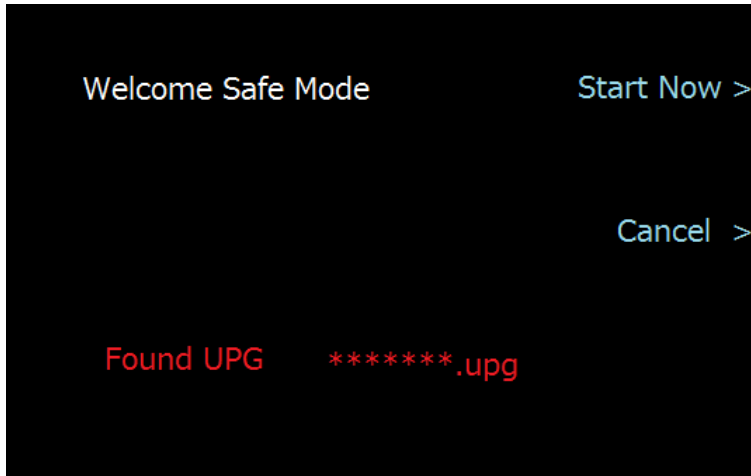 Welcome Safe Mode
Start Now >
Cancel >
Found UPG *******.upg